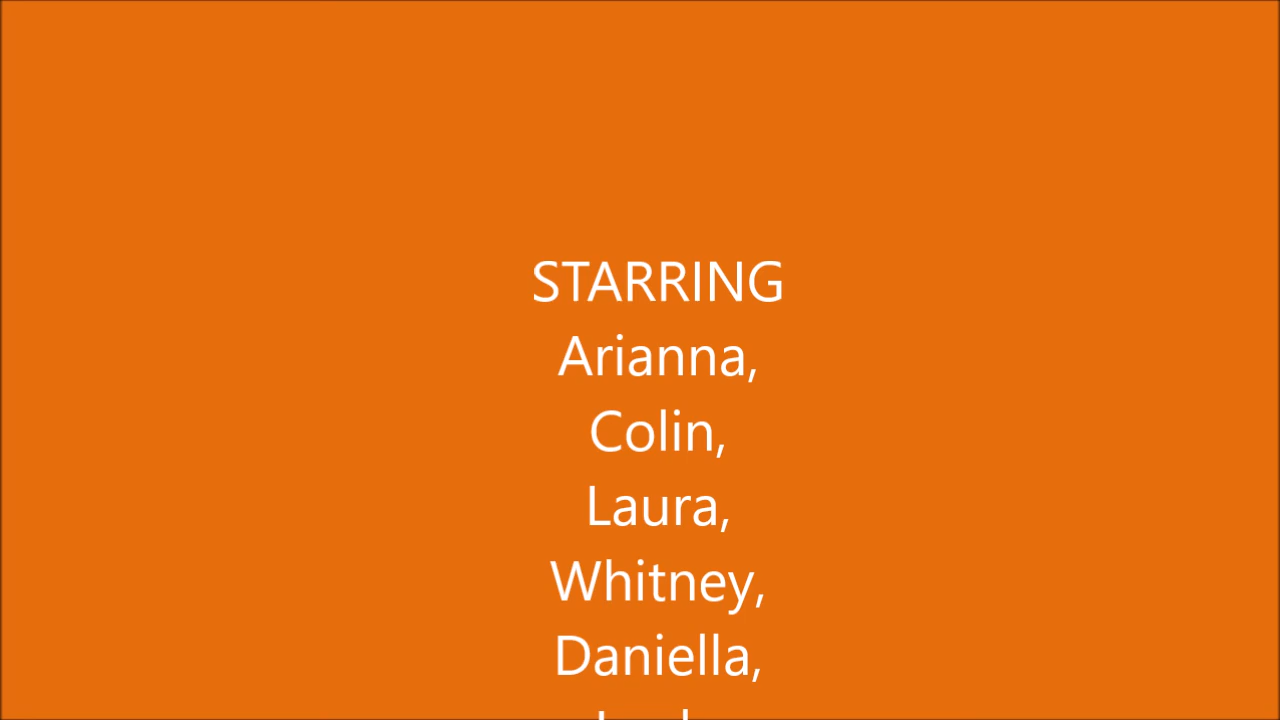 STARRING
Arianna,
Colin,
Laura,
Whitney,
Daniella,